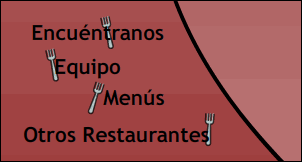 Encuéntranos
Equipo
Menús
Otros Restaurantes